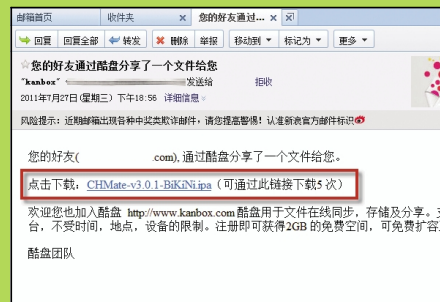 邮箱首页 收件夹 您的好友通过...
回复 回复全部 转发 删除 举报 移动到 标记为 更多
您的好友通过酷盘分享了一个文件给您
"kanbox" 发送给 拒收
2011年7月27日(星期三) 下午18:56 详细信息
风险提示：近期邮箱出现各种中奖类欺诈邮件，请您提高警惕！认准新浪官方邮件标识
您的好友( .com), 通过酷盘分享了一个文件给您。
点击下载：CHMate-v3.0.1-BiKiNi.ipa（可通过此链接下载5 次）
欢迎您也加入酷盘 http://www.kanbox.com 酷盘用于文件在线同步，存储及分享。
台，不受时间，地点，设备的限制。注册即可获得2GB 的免费空间，可免费扩容
酷盘团队